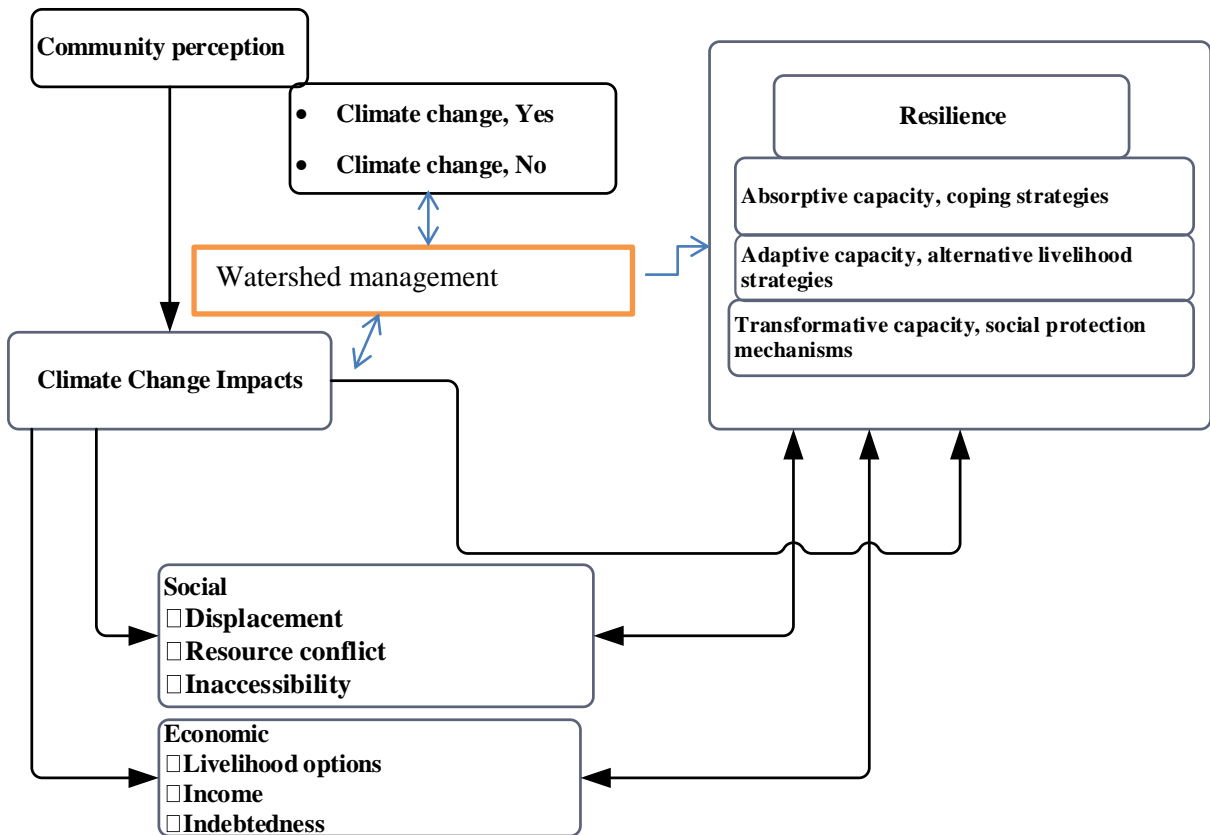 Community perception
• Climate change, Yes
• Climate change, No
Watershed management
Climate Change Impacts
Resilience
Absorptive capacity, coping strategies
Adaptive capacity, alternative livelihood
strategies
Transformative capacity, social protection
mechanisms
Social
□Displacement
□Resource conflict
□Inaccessibility
Economic
□Livelihood options
□Income
□Indebtedness